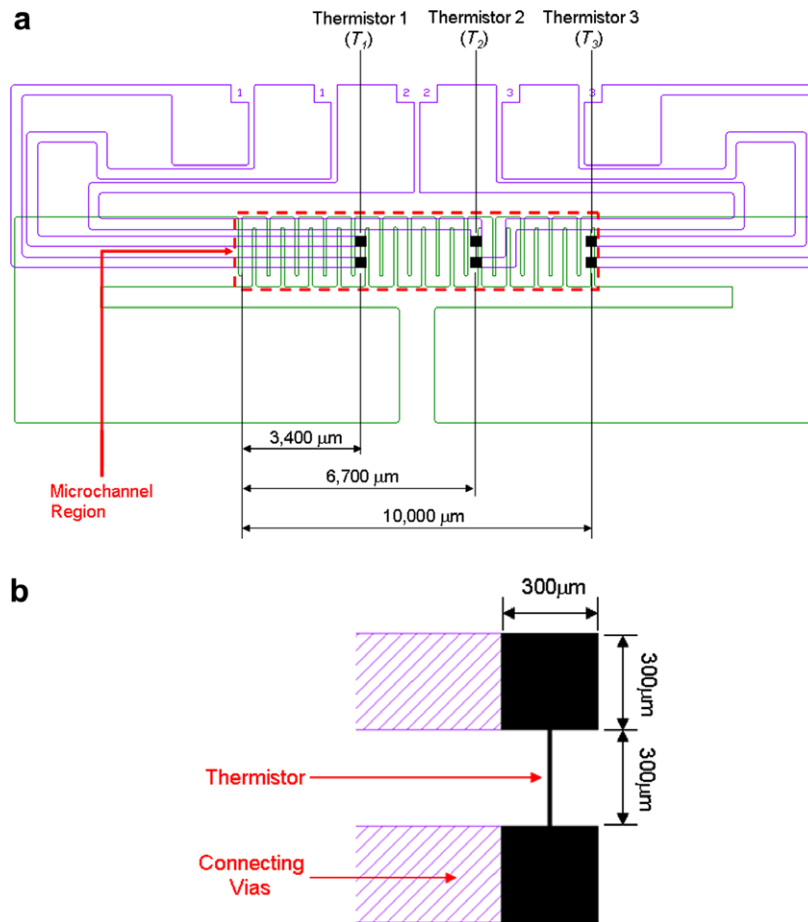 a
Thermistor 1
(T1)
Thermistor 2
(T2)
Thermistor 3
(T3)
1
1
2
2
3
3
3,400 µm
6,700 µm
10,000 µm
Microchannel
Region
b
300µm
300µm
300µm
Thermistor
Connecting
Vias